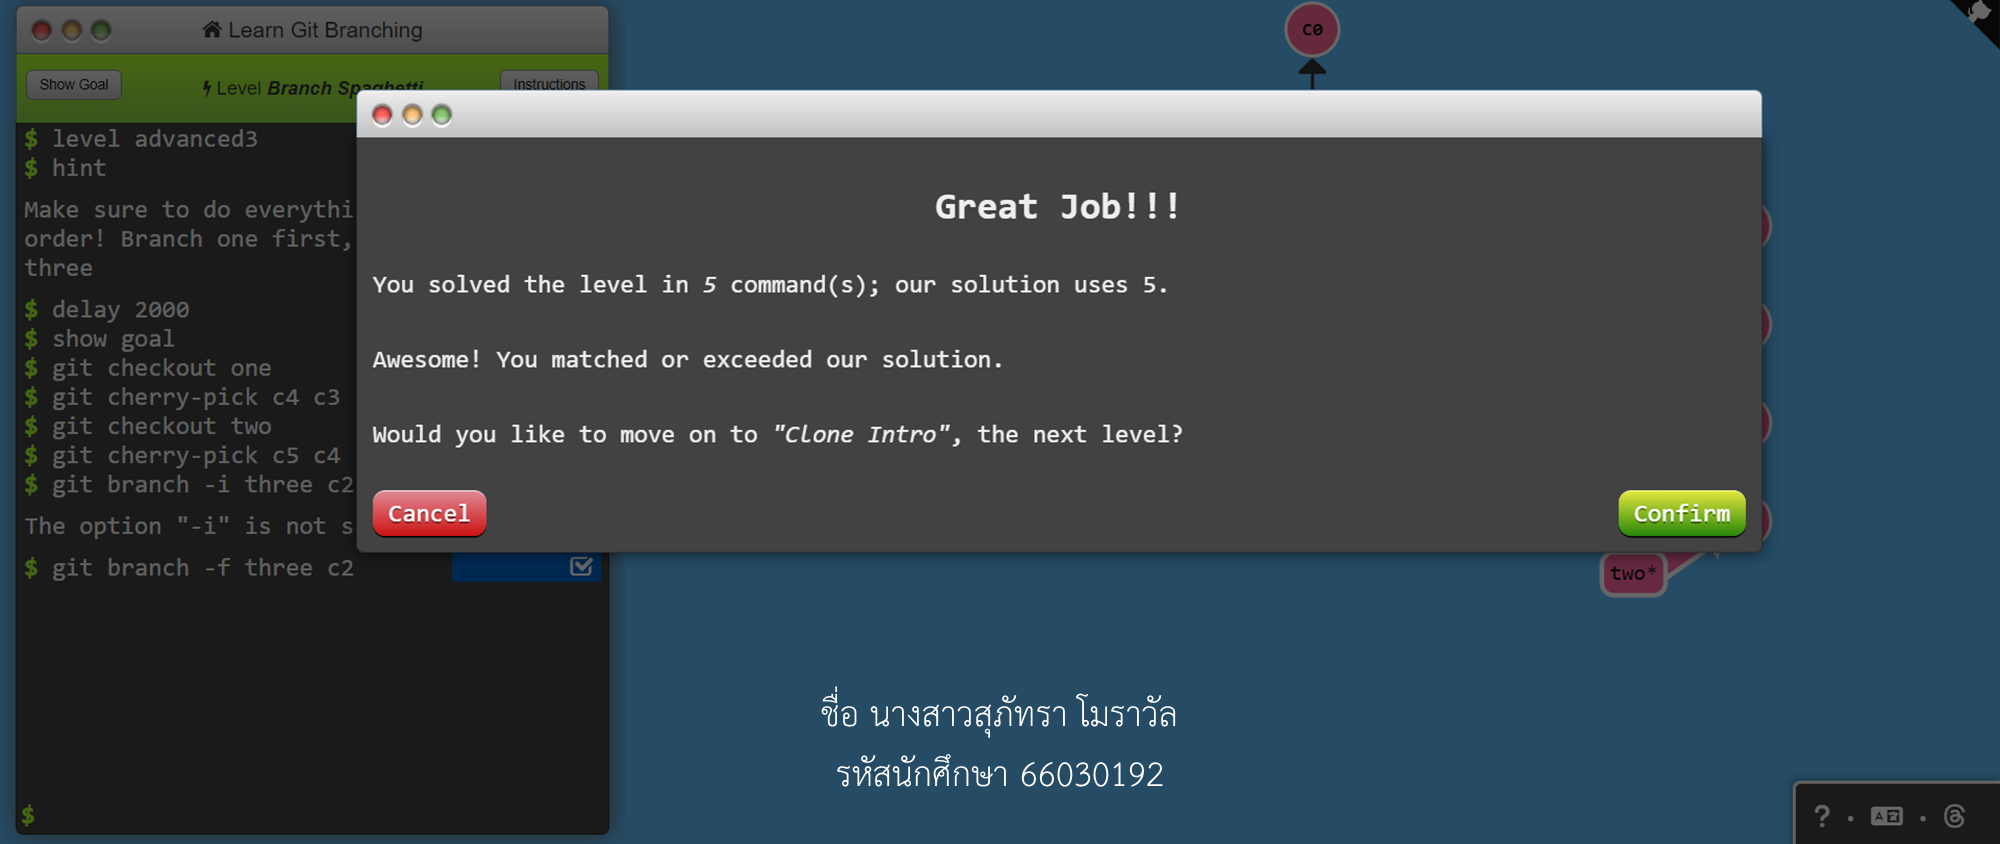 Learn Git Branching
Show Goal
Level Branch Spaghetti
Instructions
$ level advanced3
$ hint
Make sure to do everythi
order! Branch one first,
three
$ delay 2000
$ show goal
$ git checkout one
$ git cherry-pick c4 c3
$ git checkout two
$ git cherry-pick c5 c4
$ git branch -i three c2
The option "-i" is not s
$ git branch -f three c2
$
c0
Great Job!!!
You solved the level in 5 command(s); our solution uses 5.
Awesome! You matched or exceeded our solution.
Would you like to move on to "Clone Intro", the next level?
Cancel
Confirm
two*
ชื่อ นางสาวสุภัทรา โมราวัล
รหัสนักศึกษา 66030192
?